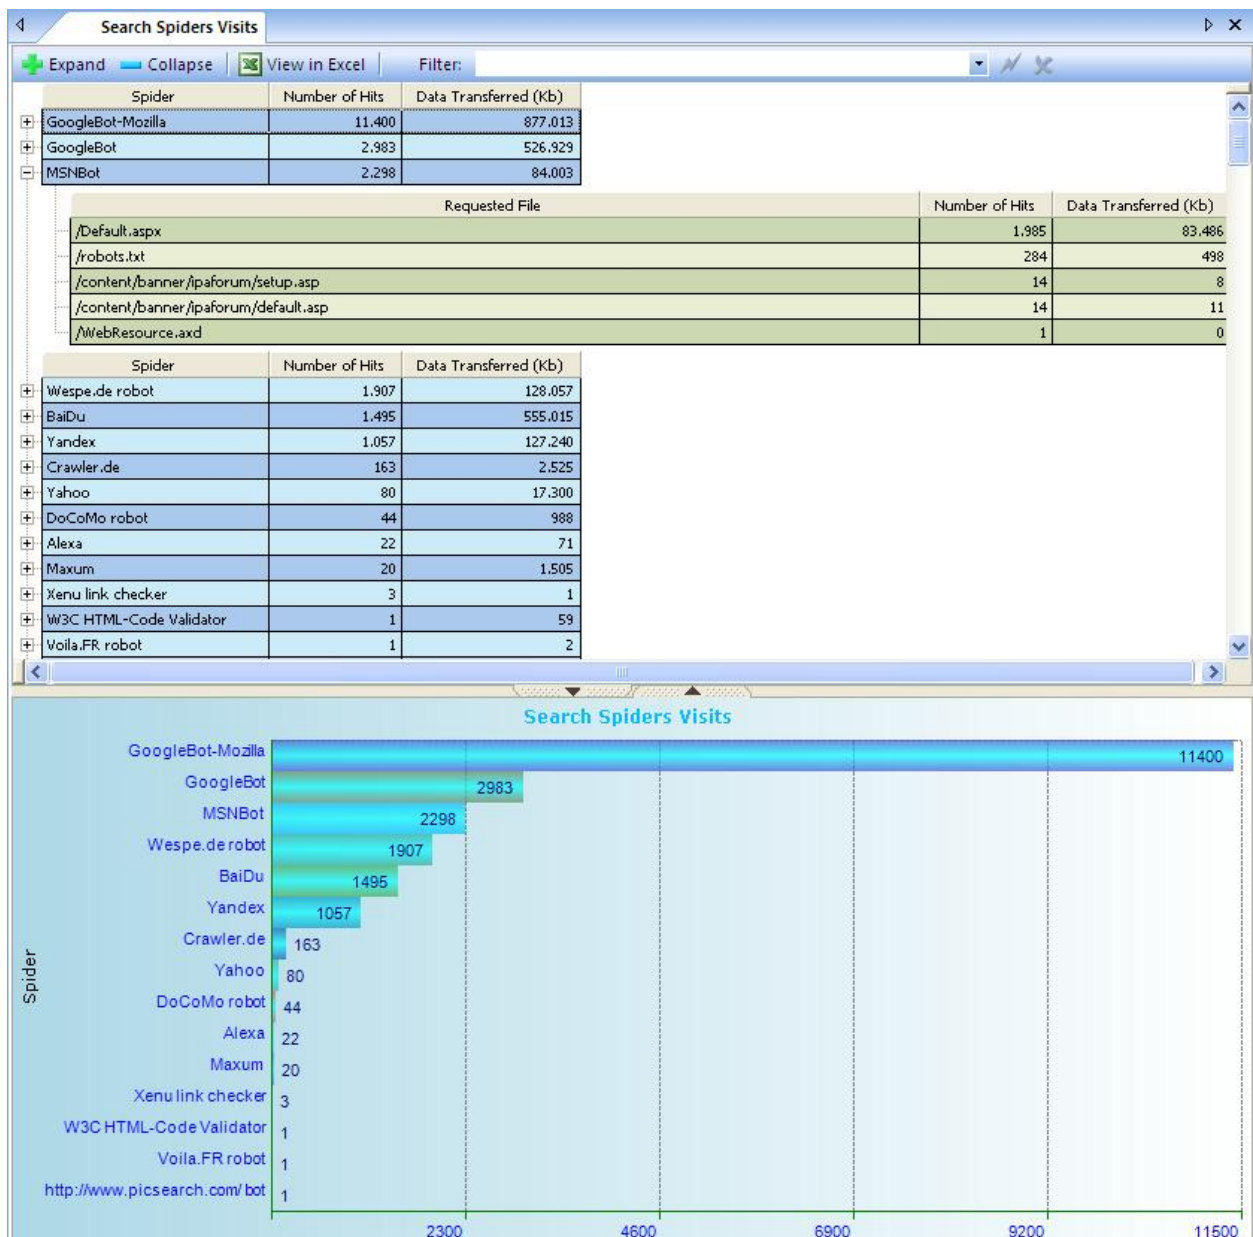 Search Spiders Visits
Expand Collapse View in Excel Filter:
Spider Number of Hits Data Transferred (Kb)
GoogleBot-Mozilla 11.400 877.013
GoogleBot 2.983 526.929
MSNBot 2.298 84.003
Requested File Number of Hits Data Transferred (Kb)
/Default.aspx 1.985 83.486
/robots.txt 284 498
/content/banner/ipaforum/setup.asp 14 8
/content/banner/ipaforum/default.asp 14 11
/WebResource.axd 1 0
Spider Number of Hits Data Transferred (Kb)
Wespe.de robot 1.907 128.057
BaiDu 1.495 555.015
Yandex 1.057 127.240
Crawler.de 163 2.525
Yahoo 80 17.300
DoCoMo robot 44 988
Alexa 22 71
Maxum 20 1.505
Xenu link checker 3 1
W3C HTML-Code Validator 1 59
Voila.FR robot 1 2
Search Spiders Visits
GoogleBot-Mozilla 11400
GoogleBot 2983
MSNBot 2298
Wespe.de robot 1907
BaiDu 1495
Yandex 1057
Crawler.de 163
Yahoo 80
DoCoMo robot 44
Alexa 22
Maxum 20
Xenu link checker 3
W3C HTML-Code Validator 1
Voila.FR robot 1
http://www.picsearch.com/bot 1
Spider
2300 4600 6900 9200 11500